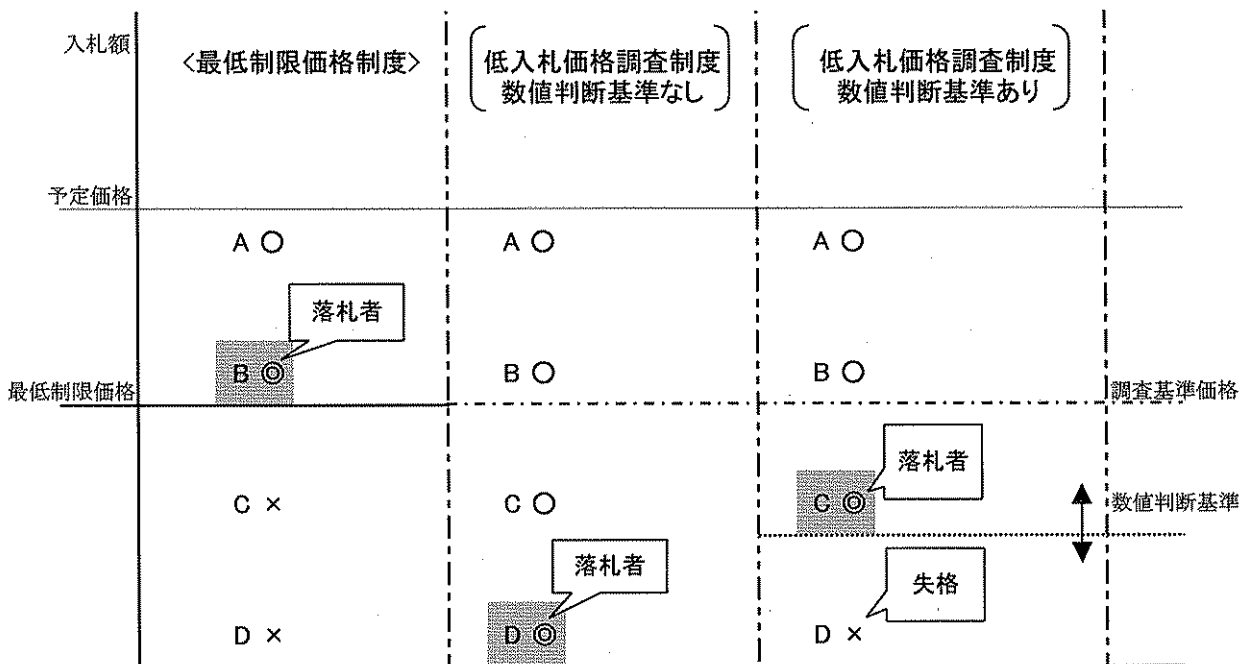 入札額
<最低制限価格制度>
低入札価格調査制度
数値判断基準なし
低入札価格調査制度
数値判断基準あり
予定価格
A ○
A ○
A ○
落札者
B ◎
B ○
B ○
最低制限価格
調査基準価格
落札者
C ×
C ○
C ◎
数値判断基準
落札者
失格
D ×
D ◎
D ×